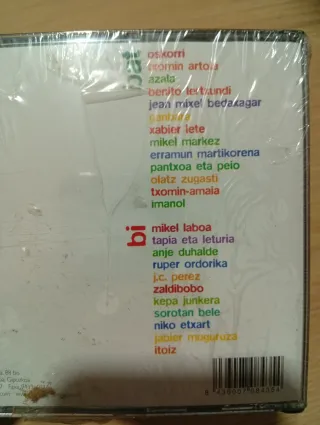 bat
oskorri
txomin artola
azala
benito lertxundi
jean mixel bedaxagar
ganbara
xabier lete
mikel markez
erramun martikorena
pantxoa eta peio
olatz zugasti
txomin-amaia
imanol
bi
mikel laboa
tapia eta leturia
anje duhalde
ruper ordorika
j.c. perez
zaldibobo
kepa junkera
sorotan bele
niko etxart
jabier muguruza
itoiz